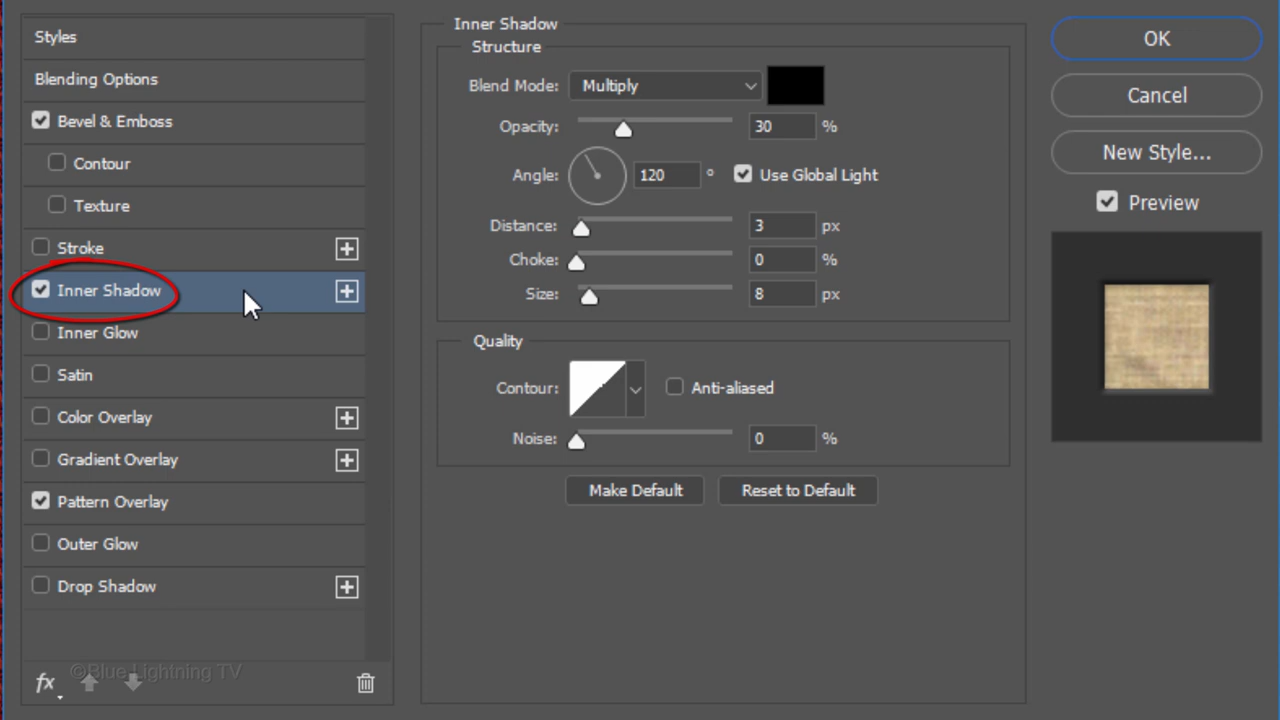 Styles
Blending Options
Bevel & Emboss
Contour
Texture
Stroke
Inner Shadow
Inner Glow
Satin
Color Overlay
Gradient Overlay
Pattern Overlay
Outer Glow
Drop Shadow
fx
©Blue Lightning TV
Inner Shadow
Structure
Blend Mode: Multiply
Opacity: 30 %
Angle: 120 ° Use Global Light
Distance: 3 px
Choke: 0 %
Size: 8 px
Quality
Contour: Anti-aliased
Noise: 0 %
Make Default Reset to Default
OK
Cancel
New Style...
Preview